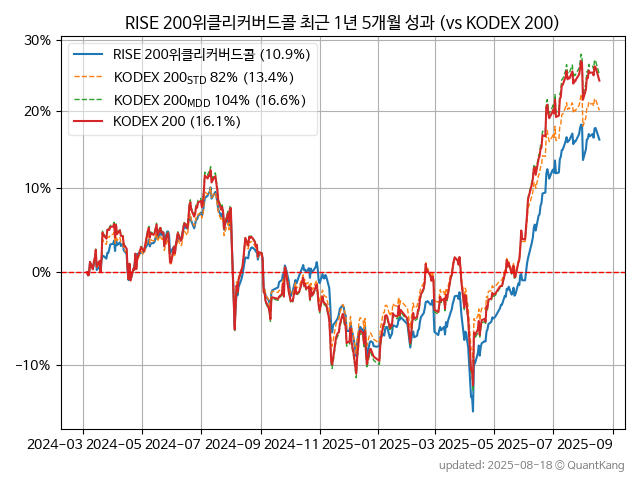 RISE 200위클리커버드콜 최근 1년 5개월 성과 (vs KODEX 200)
30%
20%
10%
0%
−10%
RISE 200위클리커버드콜 (10.9%)
KODEX 200STD 82% (13.4%)
KODEX 200MDD 104% (16.6%)
KODEX 200 (16.1%)
2024-03 2024-05 2024-07 2024-09 2024-11 2025-01 2025-03 2025-05 2025-07 2025-09
updated: 2025-08-18 © QuantKang